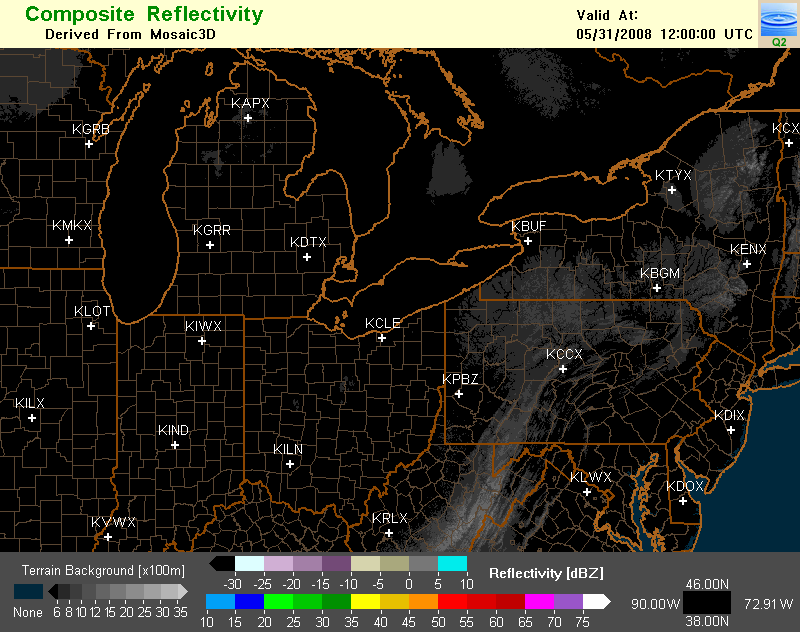 Composite Reflectivity
Derived From Mosaic3D
Valid At:
05/31/2008 12:00:00 UTC
Q2
KAPX
KGRB
KCX
KTYX
KMKX
KGRR
KDTX
KBUF
KENX
KBGM
KLOT
KIWX
KCLE
KCCX
KPBZ
KILX
KIND
KDIX
KILN
KLWX
KDOX
KVWX
KRLX
Terrain Background [x100m]
None 6 8 10 12 15 20 25 30 35
-30 -25 -20 -15 -10 -5 0 5 10
Reflectivity [dBZ]
10 15 20 25 30 35 40 45 50 55 60 65 70 75
46.00N
90.00W 72.91W
38.00N